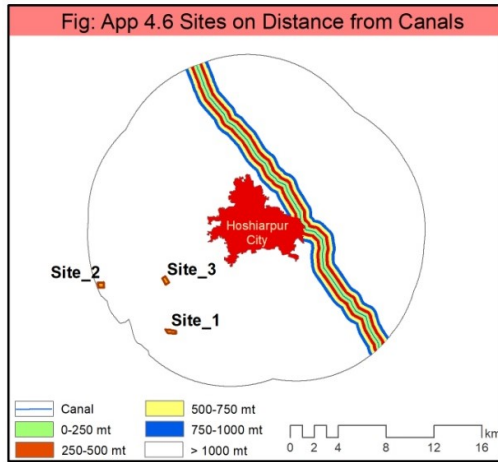 Fig: App 4.6 Sites on Distance from Canals
Hoshiarpur
City
Site_2
Site_3
Site_1
Canal
0-250 mt
250-500 mt
500-750 mt
750-1000 mt
> 1000 mt
km
0 2 4 8 12 16